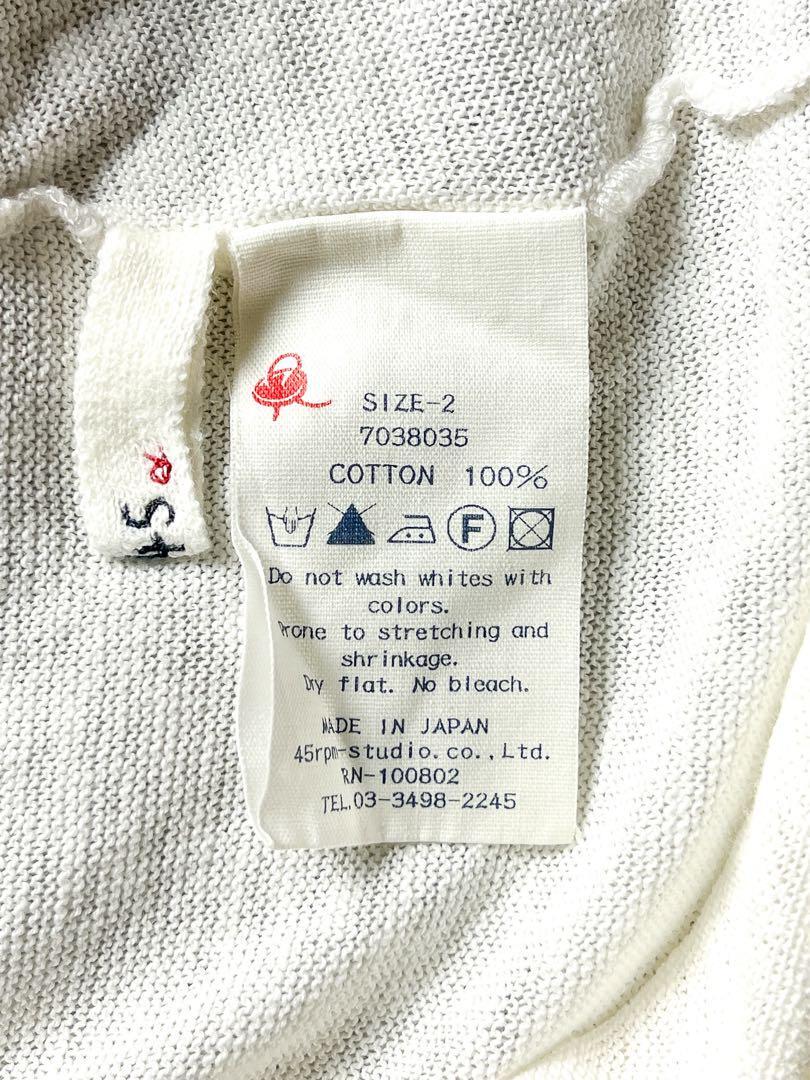 45R
SIZE-2
7038035
COTTON 100%
F
Do not wash whites with
colors.
Prone to stretching and
shrinkage.
Dry flat. No bleach.
MADE IN JAPAN
45rpm-studio.co.,Ltd.
RN-100802
TEL.03-3498-2245